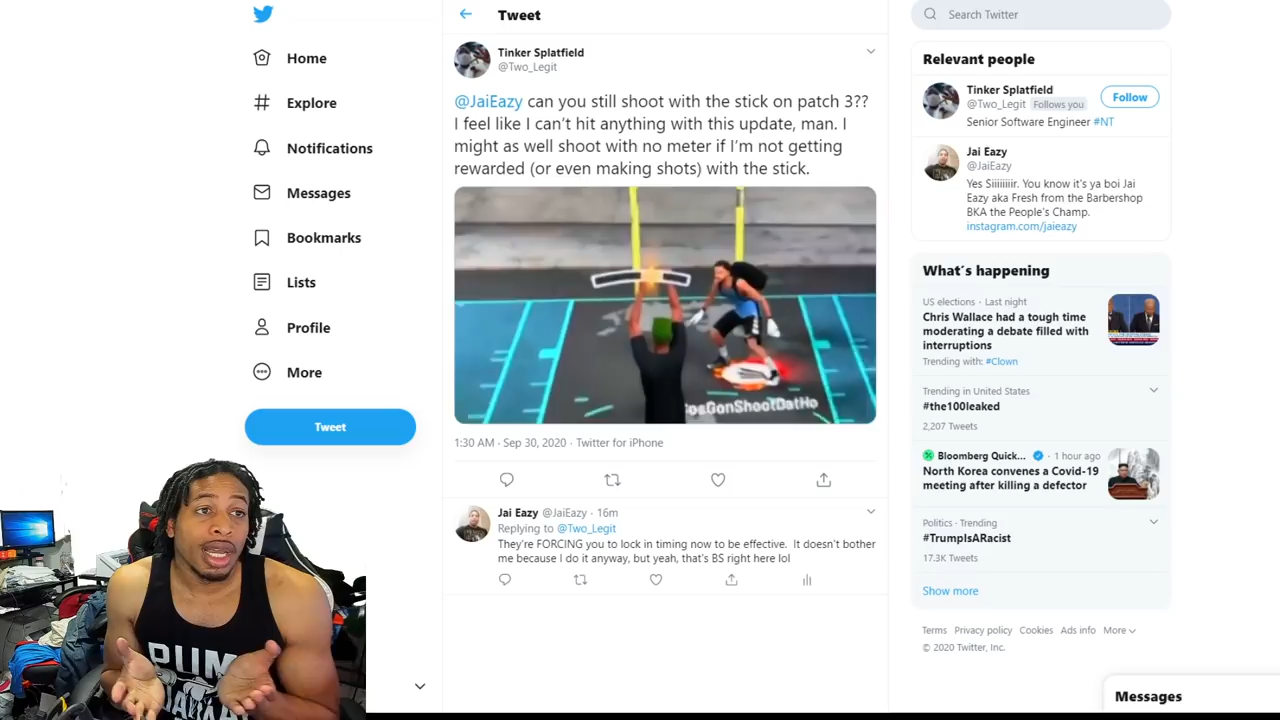 Home
Explore
Notifications
Messages
Bookmarks
Lists
Profile
More
Tweet
Tweet
Tinker Splatfield
@Two_Legit
@JaiEazy can you still shoot with the stick on patch 3??
I feel like I can't hit anything with this update, man. I
might as well shoot with no meter if I'm not getting
rewarded (or even making shots) with the stick.
osGonShootDatHo
1:30 AM · Sep 30, 2020 · Twitter for iPhone
Jai Eazy @JaiEazy · 16m
Replying to @Two_Legit
They're FORCING you to lock in timing now to be effective. It doesn't bother
me because I do it anyway, but yeah, that's BS right here lol
Search Twitter
Relevant people
Tinker Splatfield
@Two_Legit Follows you
Follow
Senior Software Engineer #NT
Jai Eazy
@JaiEazy
Yes Siiiiiiir. You know it's ya boi Jai
Eazy aka Fresh from the Barbershop
BKA the People's Champ.
instagram.com/jaieazy
What's happening
US elections · Last night
Chris Wallace had a tough time
moderating a debate filled with
interruptions
Trending with: #Clown
Trending in United States
#the100leaked
2,207 Tweets
Bloomberg Quick... · 1 hour ago
North Korea convenes a Covid-19
meeting after killing a defector
Politics · Trending
#TrumpIsARacist
17.3K Tweets
Show more
Terms Privacy policy Cookies Ads info More
© 2020 Twitter, Inc.
Messages